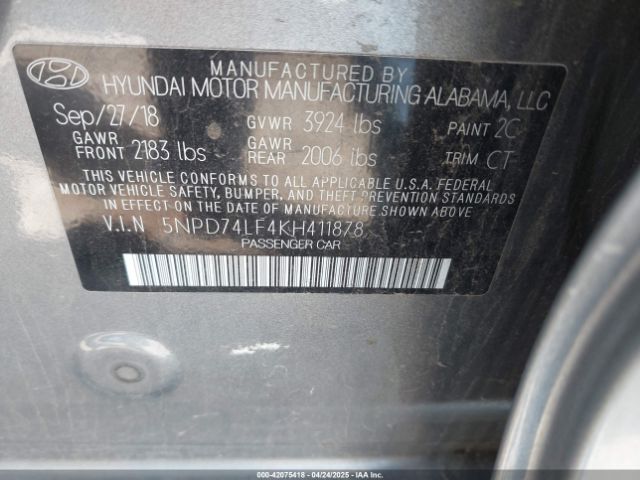 MANUFACTURED BY
HYUNDAI MOTOR MANUFACTURING ALABAMA, LLC
Sep/27/18 GVWR 3924 lbs PAINT 2C
GAWR FRONT 2183 lbs GAWR REAR 2006 lbs TRIM CT
THIS VEHICLE CONFORMS TO ALL APPLICABLE U.S.A. FEDERAL
MOTOR VEHICLE SAFETY, BUMPER, AND THEFT PREVENTION STANDARDS
IN EFFECT ON THE DATE OF MANUFACTURE SHOWN ABOVE.
V.I.N 5NPD74LF4KH411878
PASSENGER CAR
000-42075418 - 04/24/2025 - IAAI.COM